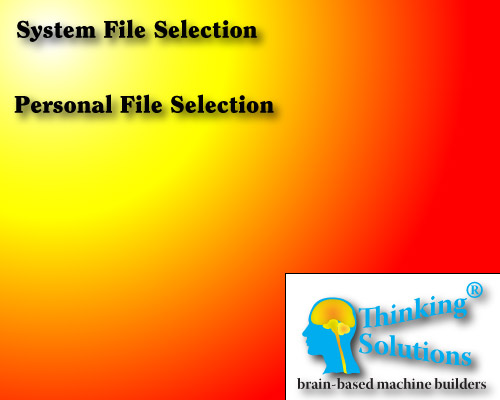 System File Selection
Personal File Selection
Thinking®
Solutions
brain-based machine builders